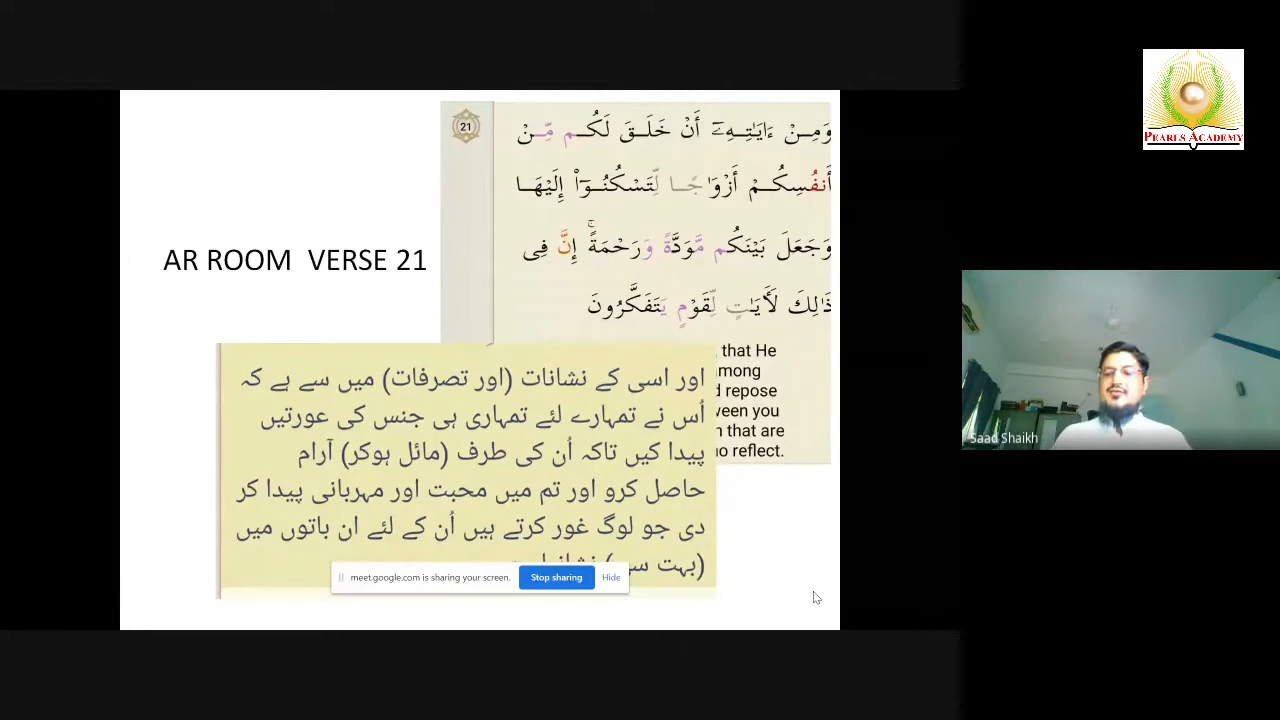 PEARLS ACADEMY
21
وَمِنْ ءَايَٰتِهِۦٓ أَنْ خَلَقَ لَكُم مِّنْ
أَنفُسِكُمْ أَزْوَٰجًا لِّتَسْكُنُوٓا۟ إِلَيْهَا
وَجَعَلَ بَيْنَكُم مَّوَدَّةً وَرَحْمَةً ۚ إِنَّ فِى
ذَٰلِكَ لَأَيَٰتٍ لِّقَوْمٍ يَتَفَكَّرُونَ
AR ROOM VERSE 21
that He
among
repose
ween you
that are
reflect.
اور اسی کے نشانات (اور تصرفات) میں سے ہے کہ
اُس نے تمہارے لئے تمہاری ہی جنس کی عورتیں
پیدا کیں تاکہ اُن کی طرف (مائل ہوکر) آرام
حاصل کرو اور تم میں محبت اور مہربانی پیدا کر
دی جو لوگ غور کرتے ہیں اُن کے لئے ان باتوں میں
(بہت
meet.google.com is sharing your screen.
Stop sharing
Hide
Saad Shaikh